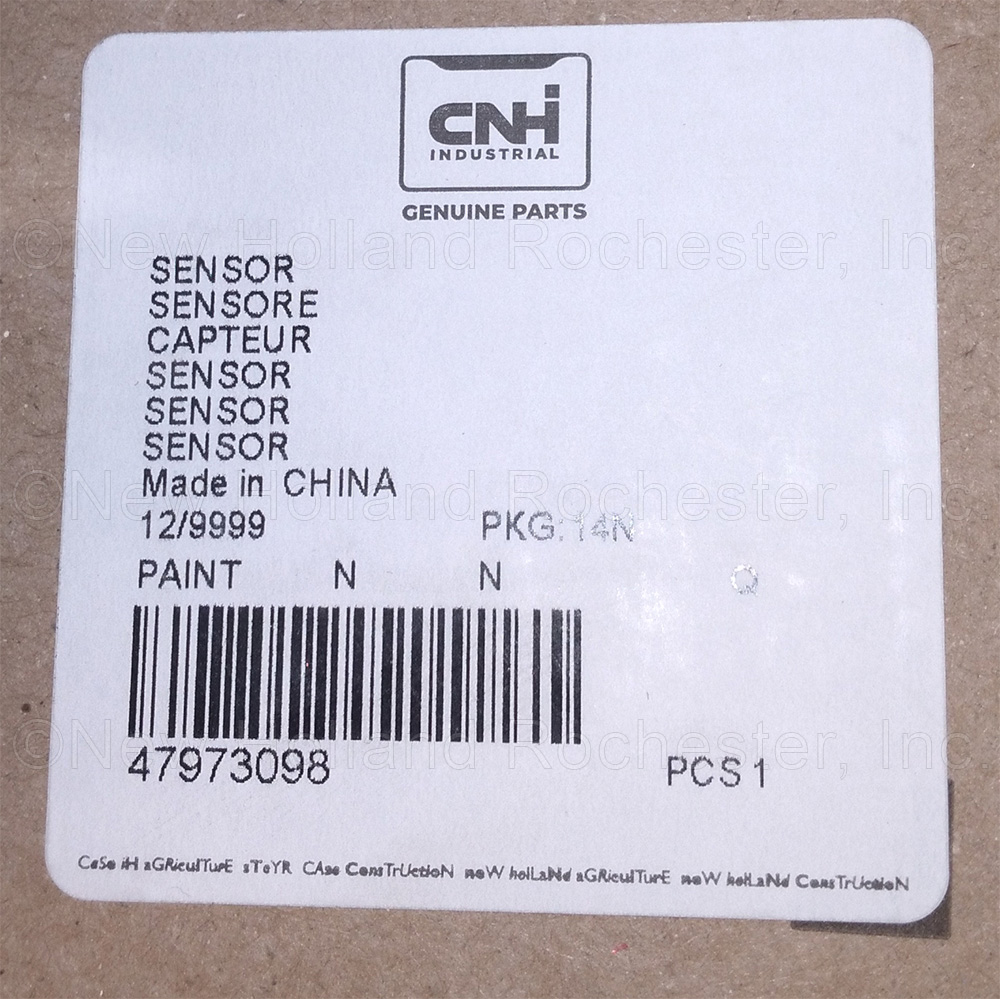 CNHi
INDUSTRIAL
GENUINE PARTS
©New Holland Rochester, Inc
SENSOR
SENSORE
CAPTEUR
SENSOR
SENSOR
SENSOR
Made in CHINA
©New Holland Rochester, Inc
12/9999 PKG: 14N
PAINT N N
47973098 PCS 1
©New Holland Rochester, Inc
CaSe iH aGRiculTurE sTeYR CAse ConsTrUctioN neW holLaNd aGRiculTurE neW holLaNd ConsTrUctioN